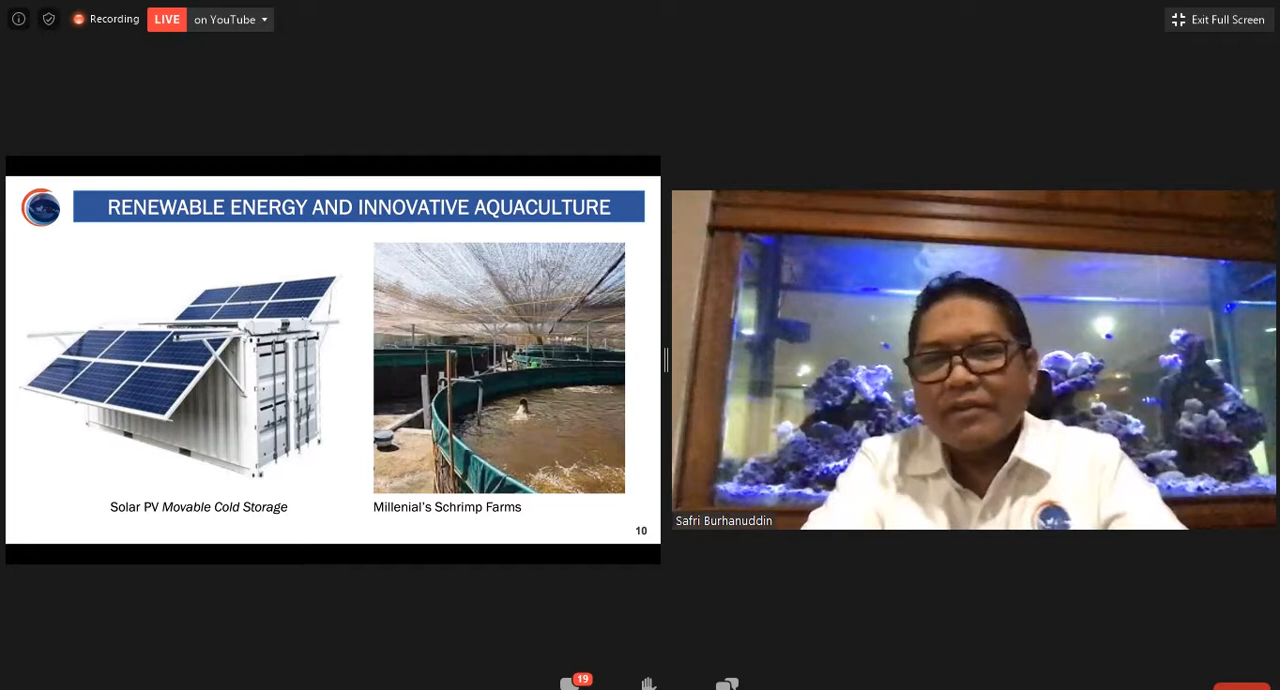 Recording
LIVE
on YouTube
Exit Full Screen
RENEWABLE ENERGY AND INNOVATIVE AQUACULTURE
Solar PV Movable Cold Storage
Millenial's Schrimp Farms
10
Safri Burhanuddin
19